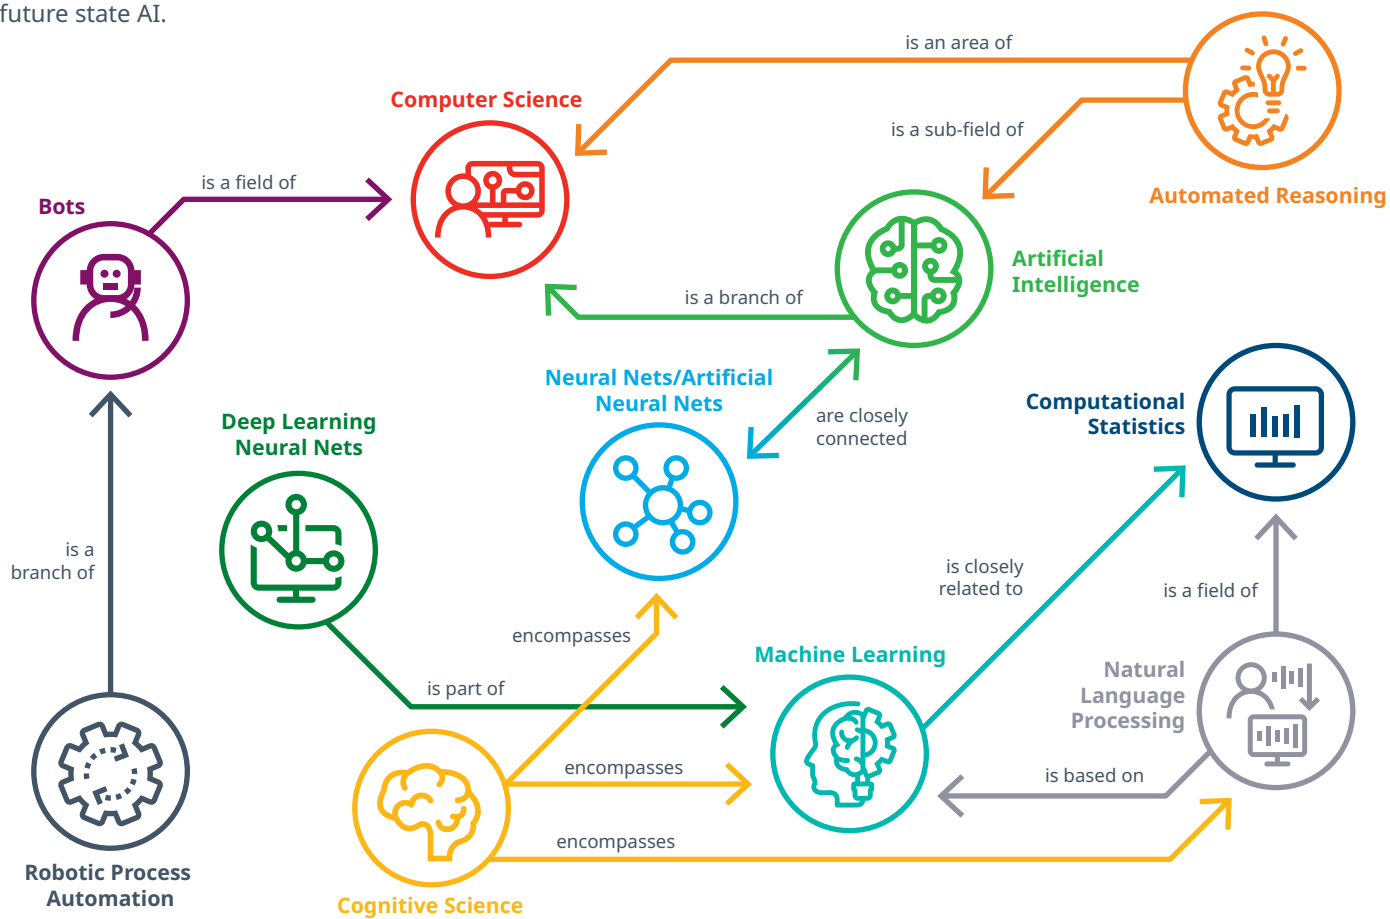 future state AI.
is an area of
Computer Science
is a sub-field of
is a field of
Automated Reasoning
Bots
Artificial
Intelligence
is a branch of
Neural Nets/Artificial
Neural Nets
Computational
Statistics
are closely
connected
Deep Learning
Neural Nets
is a
branch of
is closely
related to
is a field of
encompasses
Machine Learning
Natural
Language
Processing
is part of
encompasses
is based on
encompasses
Robotic Process
Automation
Cognitive Science